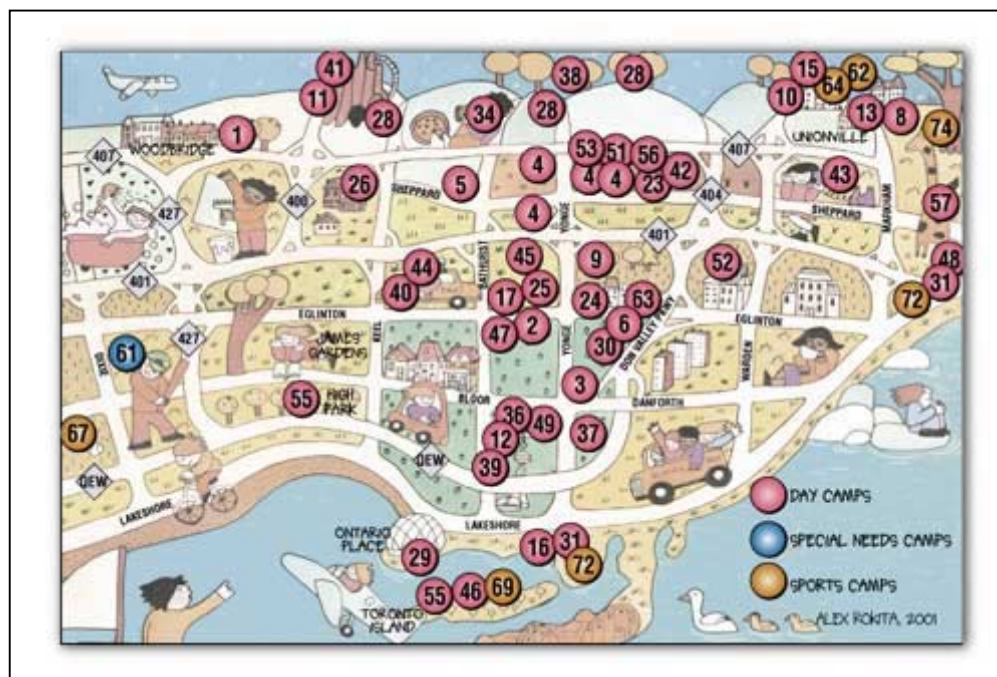 41
38
28
15
62
64
11
10
28
34
28
13
8
1
WOODBRIDGE
UNIONVILLE
74
407
53
51
56
42
407
4
4
4
23
26
SHEPPARD
5
43
427
400
404
SHEPPARD
MARKHAM
57
4
YONGE
401
45
9
52
48
44
BATHURST
401
31
40
17
25
24
63
72
EGLINTON
6
EGLINTON
47
2
YONGE
DON VALLEY PKWY
427
KEEL
JAMES'
GARDENS
30
61
DIXIE
WARDEN
3
55
HIGH
PARK
BLOOR
DANFORTH
36
49
67
12
37
QEW
39
QEW
LAKESHORE
DAY CAMPS
LAKESHORE
ONTARIO
PLACE
16
31
SPECIAL NEEDS CAMPS
29
72
SPORTS CAMPS
55
46
69
TORONTO
ISLAND
ALEX ROKITA, 2001